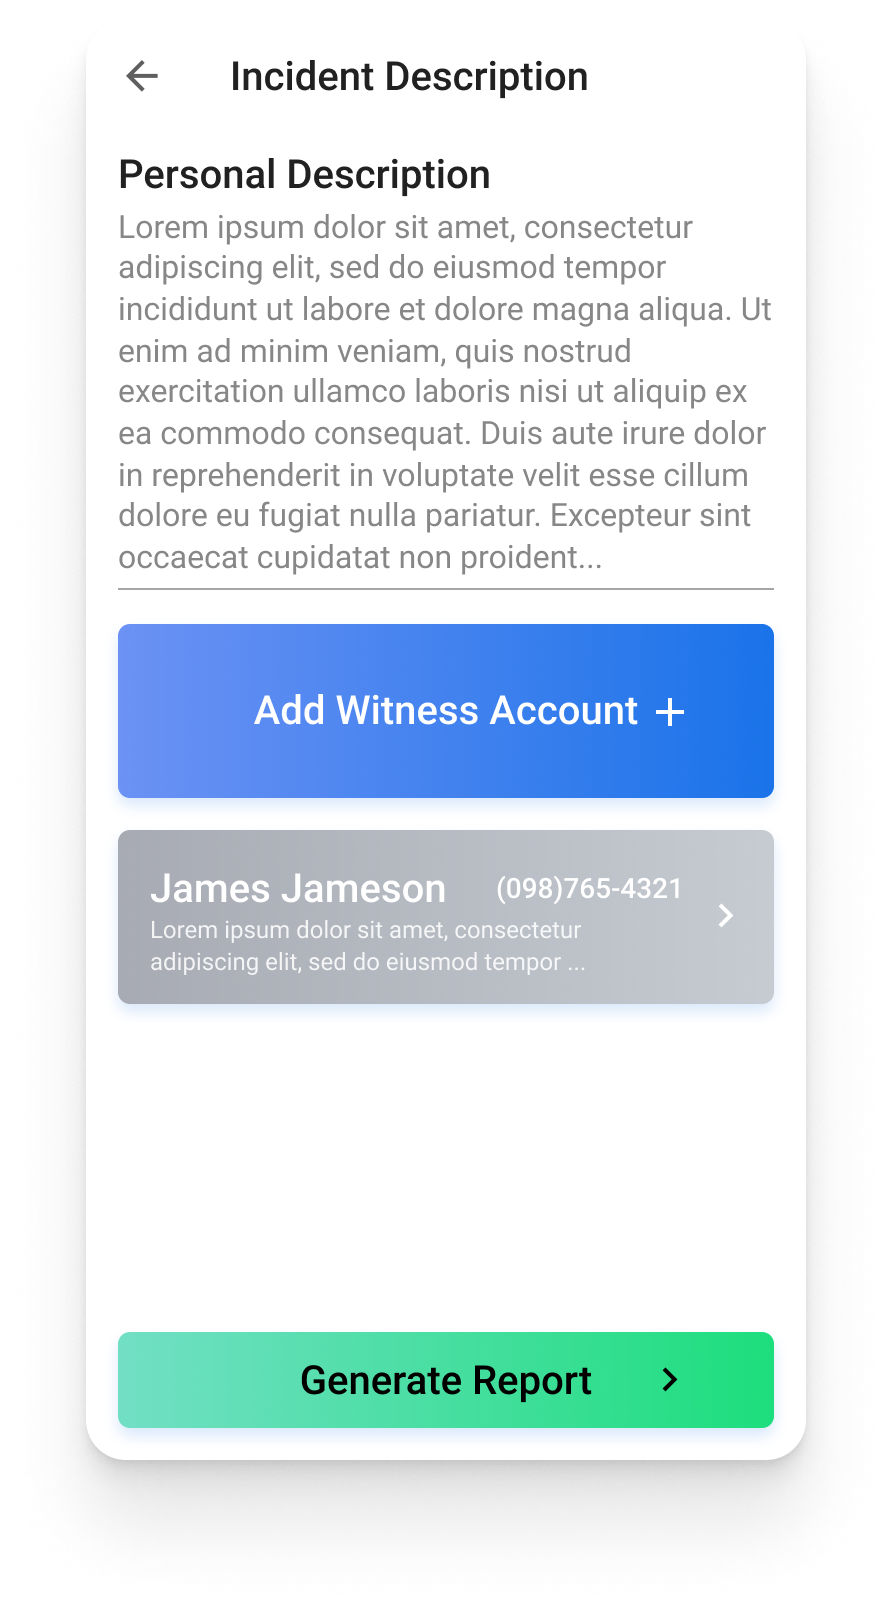 Incident Description
Personal Description
Lorem ipsum dolor sit amet, consectetur
adipiscing elit, sed do eiusmod tempor
incididunt ut labore et dolore magna aliqua. Ut
enim ad minim veniam, quis nostrud
exercitation ullamco laboris nisi ut aliquip ex
ea commodo consequat. Duis aute irure dolor
in reprehenderit in voluptate velit esse cillum
dolore eu fugiat nulla pariatur. Excepteur sint
occaecat cupidatat non proident...
Add Witness Account +
James Jameson (098)765-4321
Lorem ipsum dolor sit amet, consectetur
adipiscing elit, sed do eiusmod tempor ...
Generate Report